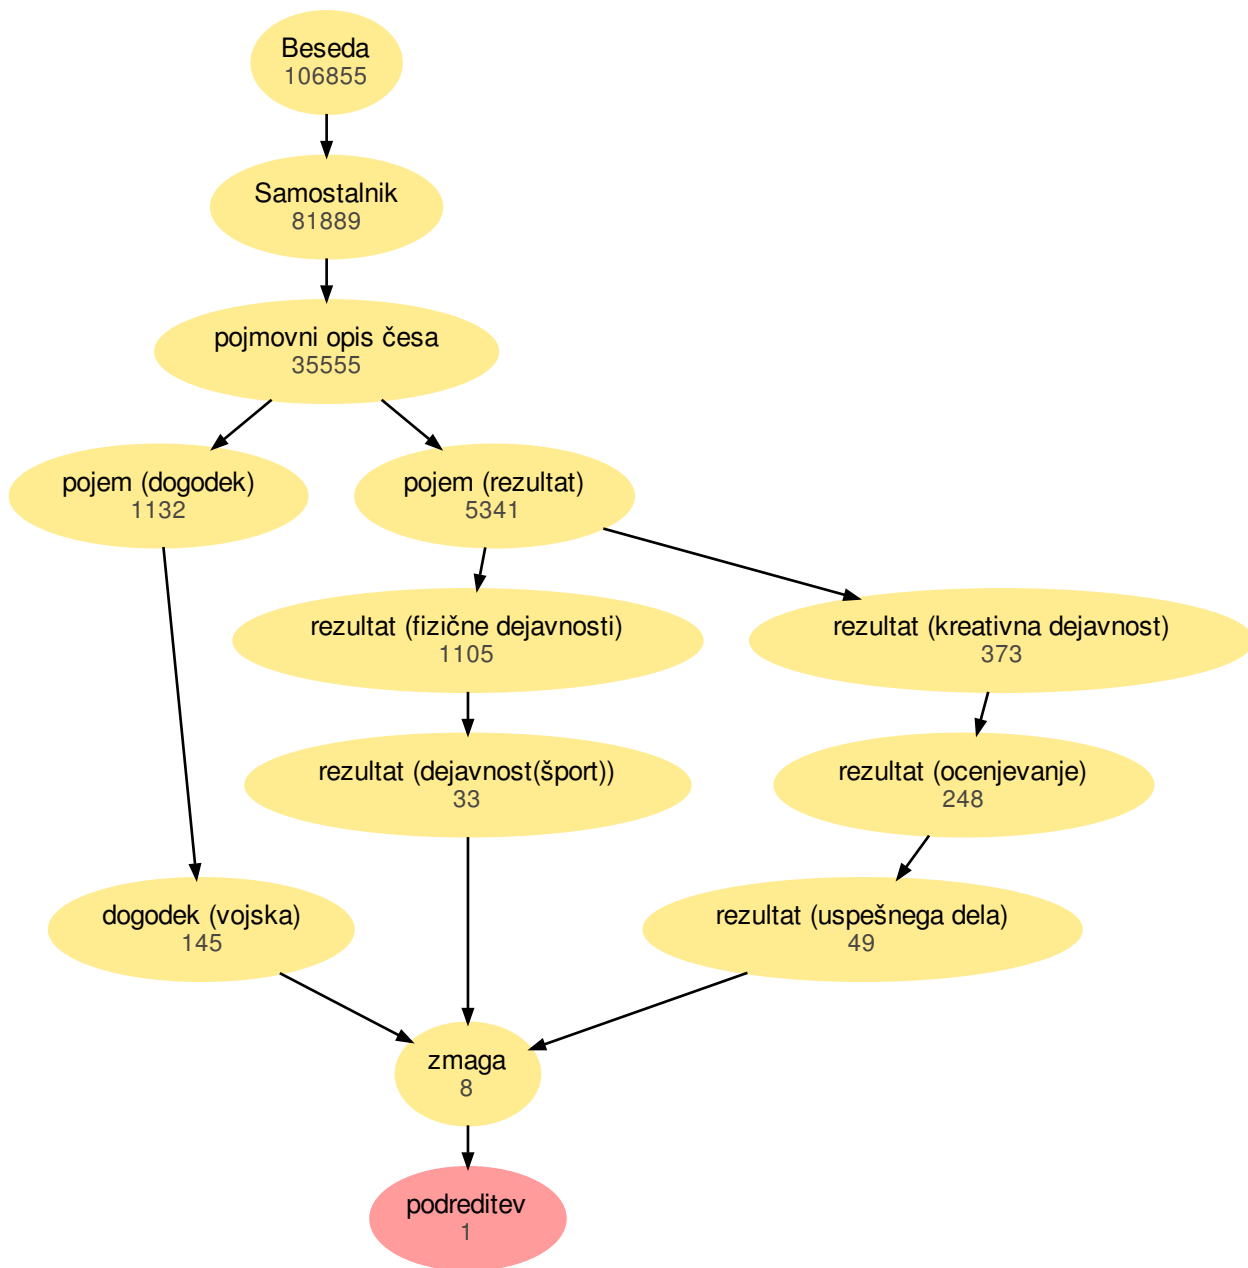 Beseda
106855
Samostalnik
81889
pojmovni opis česa
35555
pojem (dogodek)
1132
pojem (rezultat)
5341
rezultat (fizične dejavnosti)
1105
rezultat (kreativna dejavnost)
373
rezultat (dejavnost(šport))
33
rezultat (ocenjevanje)
248
dogodek (vojska)
145
rezultat (uspešnega dela)
49
zmaga
8
podreditev
1